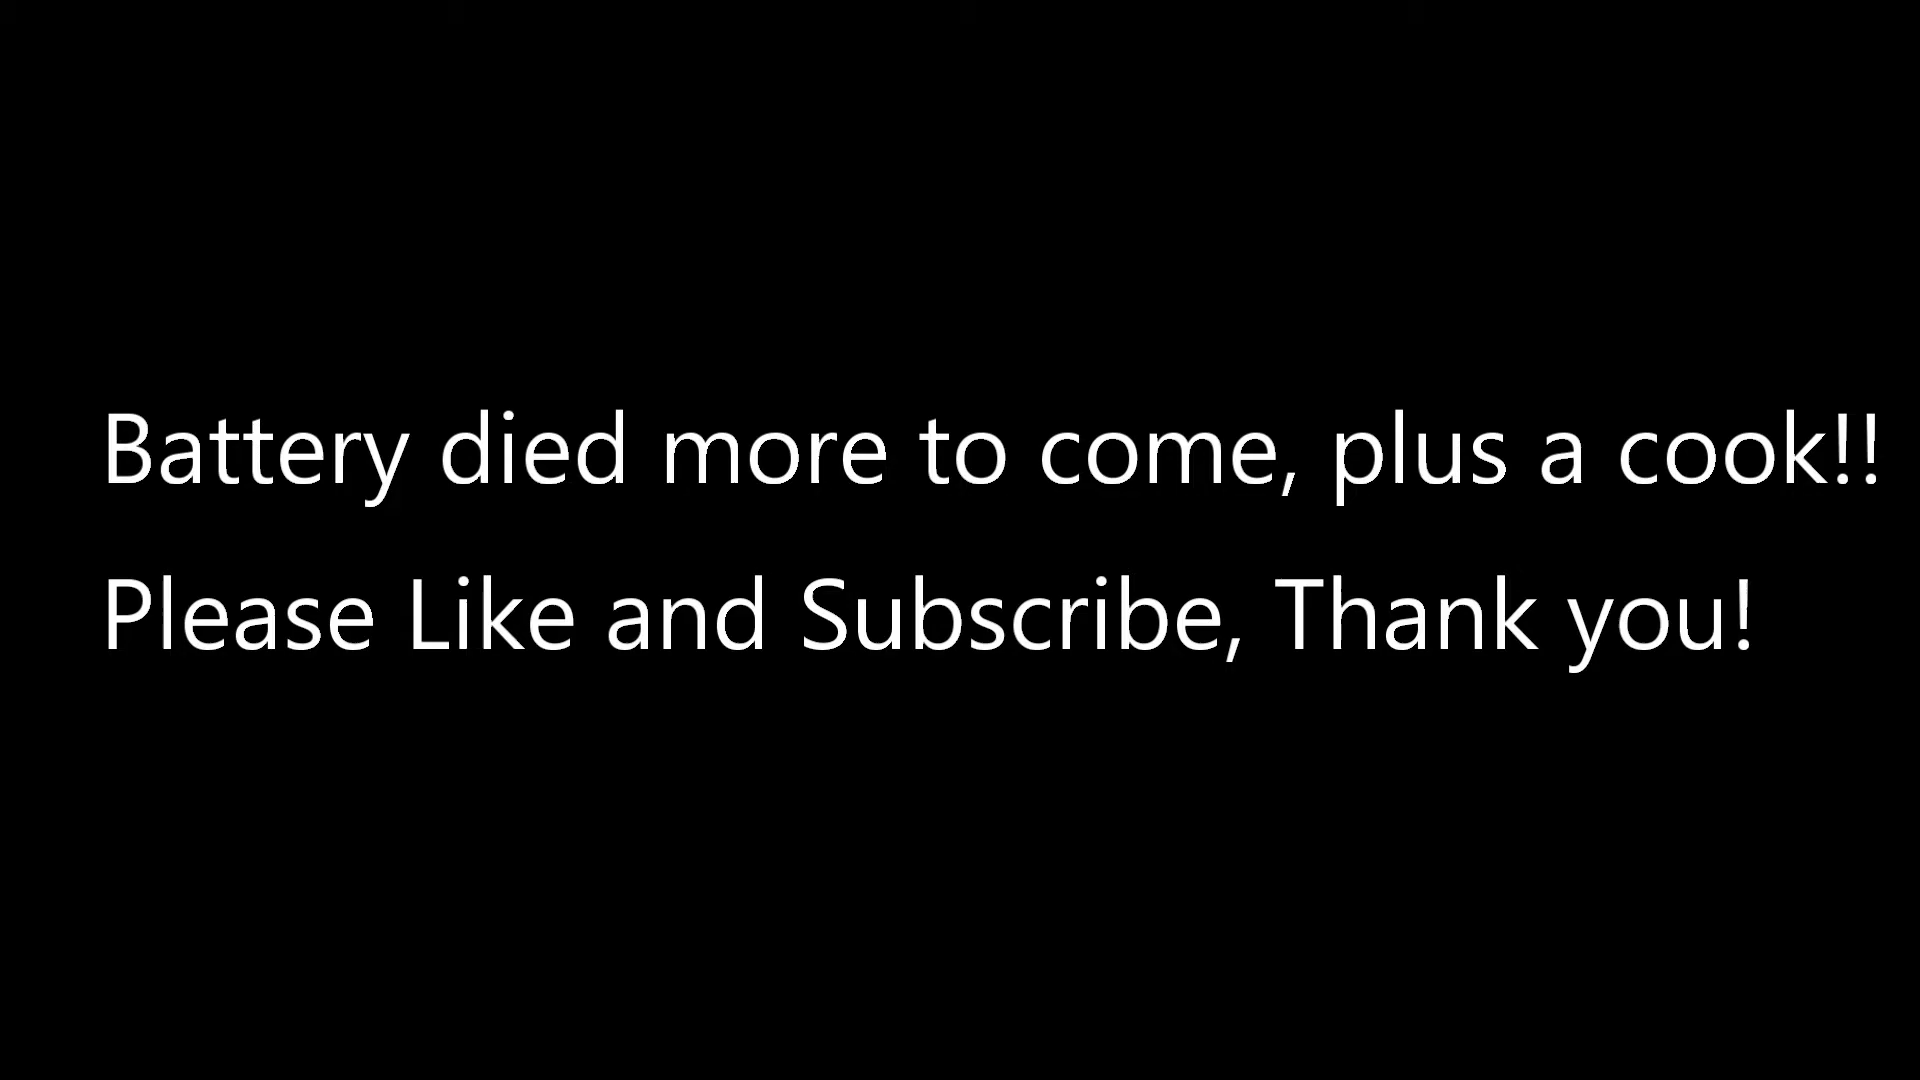 Battery died more to come, plus a cook!!
Please Like and Subscribe, Thank you!